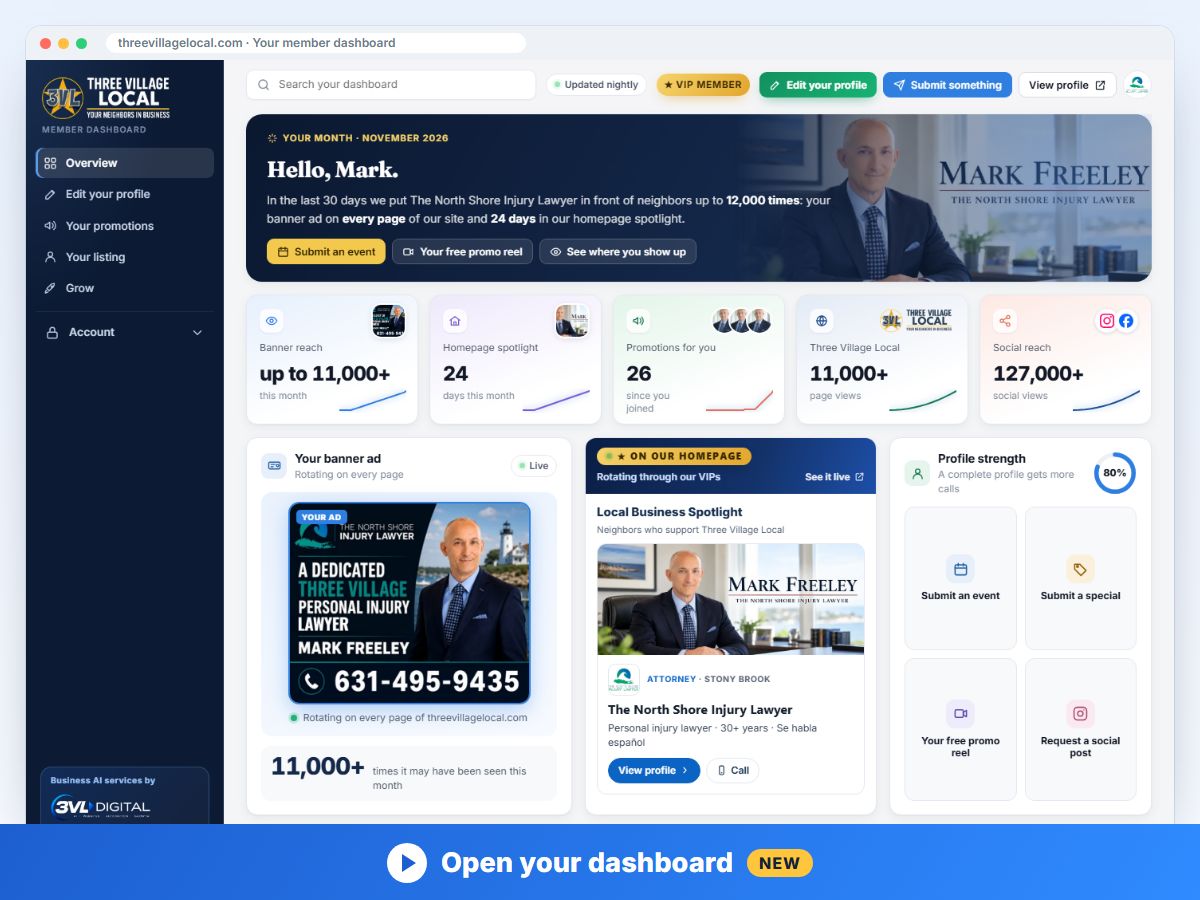 threevillagelocal.com · Your member dashboard
3VL THREE VILLAGE
LOCAL
YOUR NEIGHBORS IN BUSINESS
MEMBER DASHBOARD
Overview
Edit your profile
Your promotions
Your listing
Grow
Account
Business AI services by
3VL DIGITAL
Search your dashboard
Updated nightly
★ VIP MEMBER
Edit your profile
Submit something
View profile
YOUR MONTH · NOVEMBER 2026
Hello, Mark.
In the last 30 days we put The North Shore Injury Lawyer in front of neighbors up to 12,000 times: your
banner ad on every page of our site and 24 days in our homepage spotlight.
Submit an event
Your free promo reel
See where you show up
MARK FREELEY
THE NORTH SHORE INJURY LAWYER
Banner reach
up to 11,000+
this month
Homepage spotlight
24
days this month
Promotions for you
26
since you
joined
3VL THREE VILLAGE
LOCAL
Three Village Local
11,000+
page views
Social reach
127,000+
social views
Your banner ad
Rotating on every page
Live
YOUR AD
THE NORTH SHORE
INJURY LAWYER
A DEDICATED
THREE VILLAGE
PERSONAL INJURY
LAWYER
MARK FREELEY
631-495-9435
Rotating on every page of threevillagelocal.com
11,000+ times it may have been seen this
month
★ ON OUR HOMEPAGE
Rotating through our VIPs
See it live
Local Business Spotlight
Neighbors who support Three Village Local
MARK FREELEY
THE NORTH SHORE INJURY LAWYER
ATTORNEY · STONY BROOK
The North Shore Injury Lawyer
Personal injury lawyer · 30+ years · Se habla
español
View profile
Call
Profile strength
A complete profile gets more
calls
80%
Submit an event
Submit a special
Your free promo
reel
Request a social
post
Open your dashboard
NEW